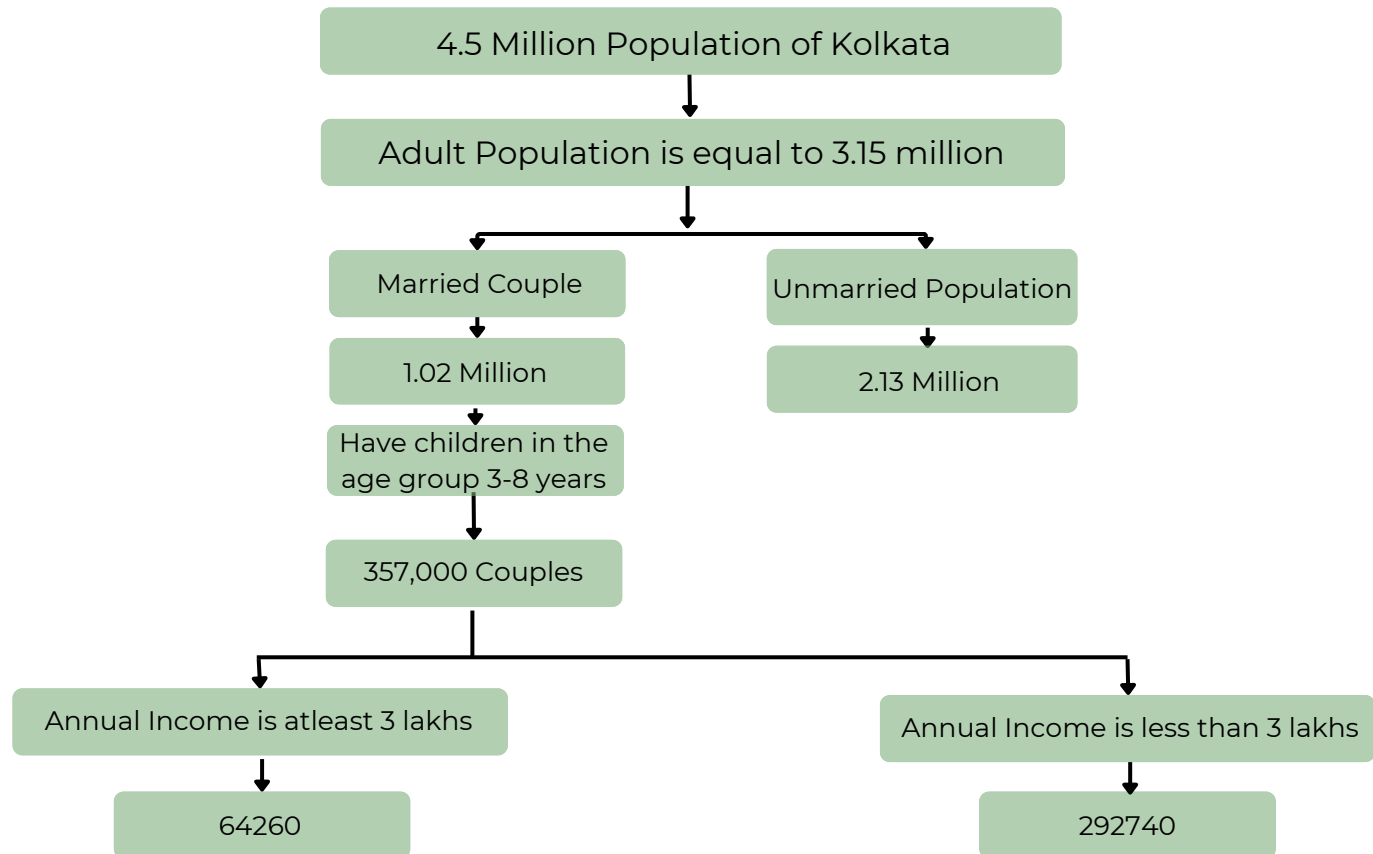 4.5 Million Population of Kolkata
Adult Population is equal to 3.15 million
Married Couple
Unmarried Population
1.02 Million
2.13 Million
Have children in the
age group 3-8 years
357,000 Couples
Annual Income is atleast 3 lakhs
Annual Income is less than 3 lakhs
64260
292740